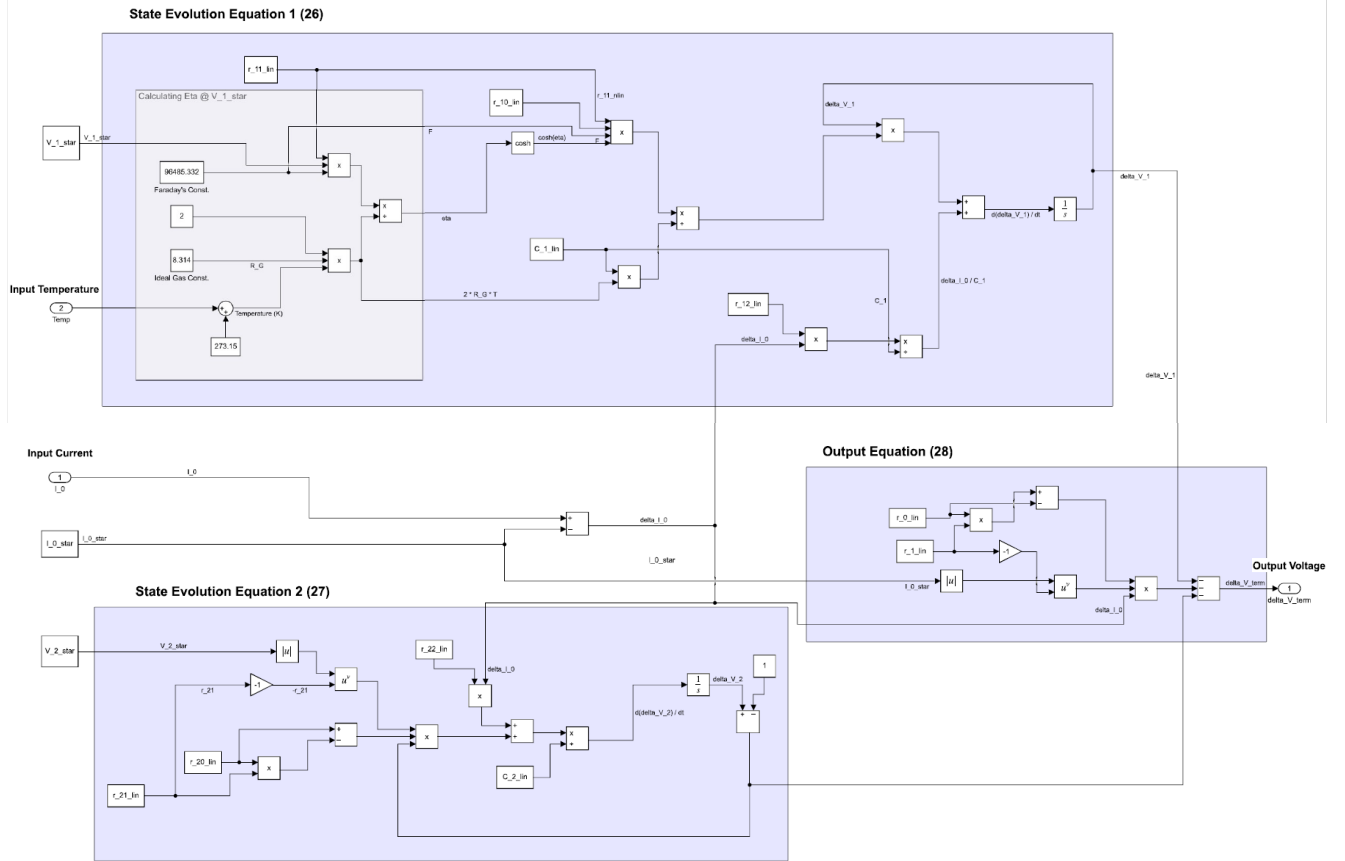 State Evolution Equation 1 (26)
r_11_lin
Calculating Eta @ V_1_star
r_10_lin
r_11_nlin
delta_V_1
V_1_star
V_1_star
F
cosh
cosh(eta)
F
x
x
96485.332
Faraday's Const.
x
delta_V_1
2
x
÷
eta
x
÷
+
+
d(delta_V_1) / dt
1
s
8.314
Ideal Gas Const.
R_G
x
C_1_lin
x
Input Temperature
2
Temp
+
+
Temperature (K)
2 * R_G * T
C_1
delta_I_0 / C_1
r_12_lin
273.15
delta_I_0
x
x
÷
delta_V_1
Input Current
1
I_0
I_0
Output Equation (28)
r_0_lin
x
+
−
I_0_star
I_0_star
+
−
delta_I_0
r_1_lin
-1
I_0_star
I_0_star
|u|
u^v
x
delta_I_0
−
−
−
delta_V_term
Output Voltage
1
delta_V_term
State Evolution Equation 2 (27)
V_2_star
V_2_star
|u|
r_21
-1
-r_21
u^v
r_22_lin
delta_I_0
x
1
s
delta_V_2
1
+ −
d(delta_V_2) / dt
r_20_lin
x
+
−
x
+
+
x
÷
C_2_lin
r_21_lin